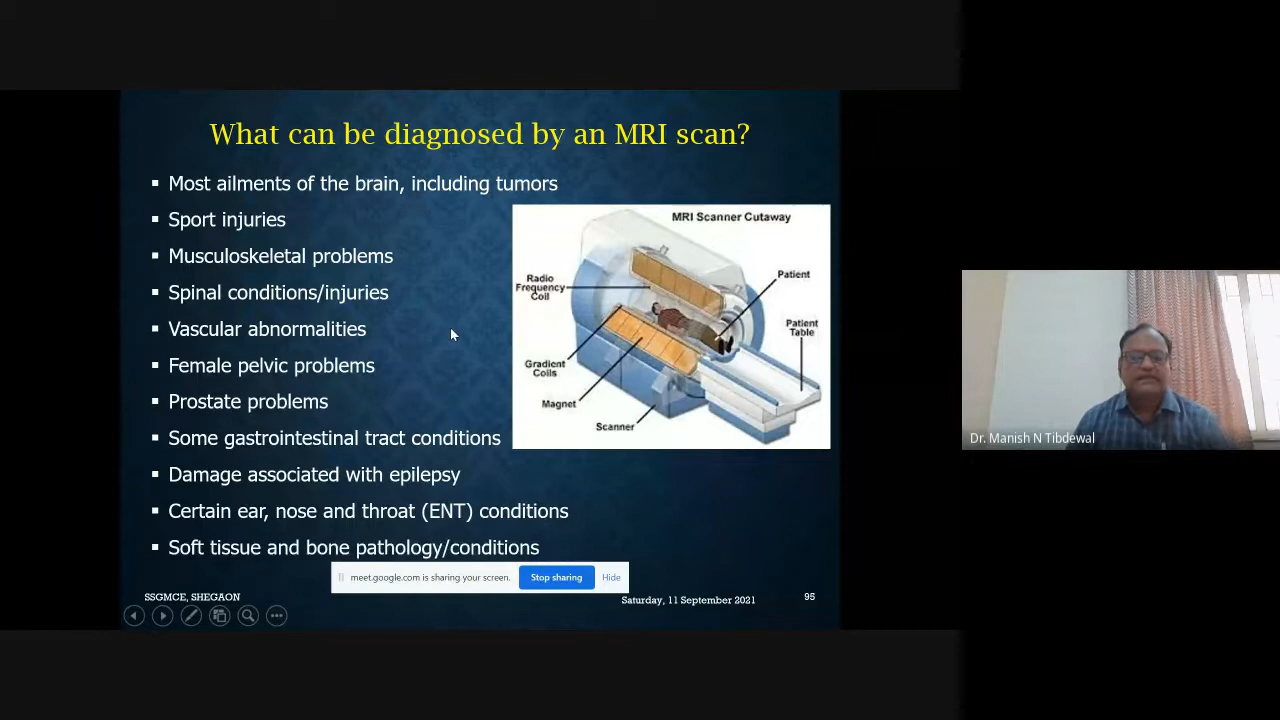 What can be diagnosed by an MRI scan?
▪ Most ailments of the brain, including tumors
▪ Sport injuries
▪ Musculoskeletal problems
▪ Spinal conditions/injuries
▪ Vascular abnormalities
▪ Female pelvic problems
▪ Prostate problems
▪ Some gastrointestinal tract conditions
▪ Damage associated with epilepsy
▪ Certain ear, nose and throat (ENT) conditions
▪ Soft tissue and bone pathology/conditions
MRI Scanner Cutaway
Radio
Frequency
Coil
Patient
Patient
Table
Gradient
Coils
Magnet
Scanner
meet.google.com is sharing your screen.
Stop sharing
Hide
SSGMCE, SHEGAON
Saturday, 11 September 2021
95
Dr. Manish N Tibdewal